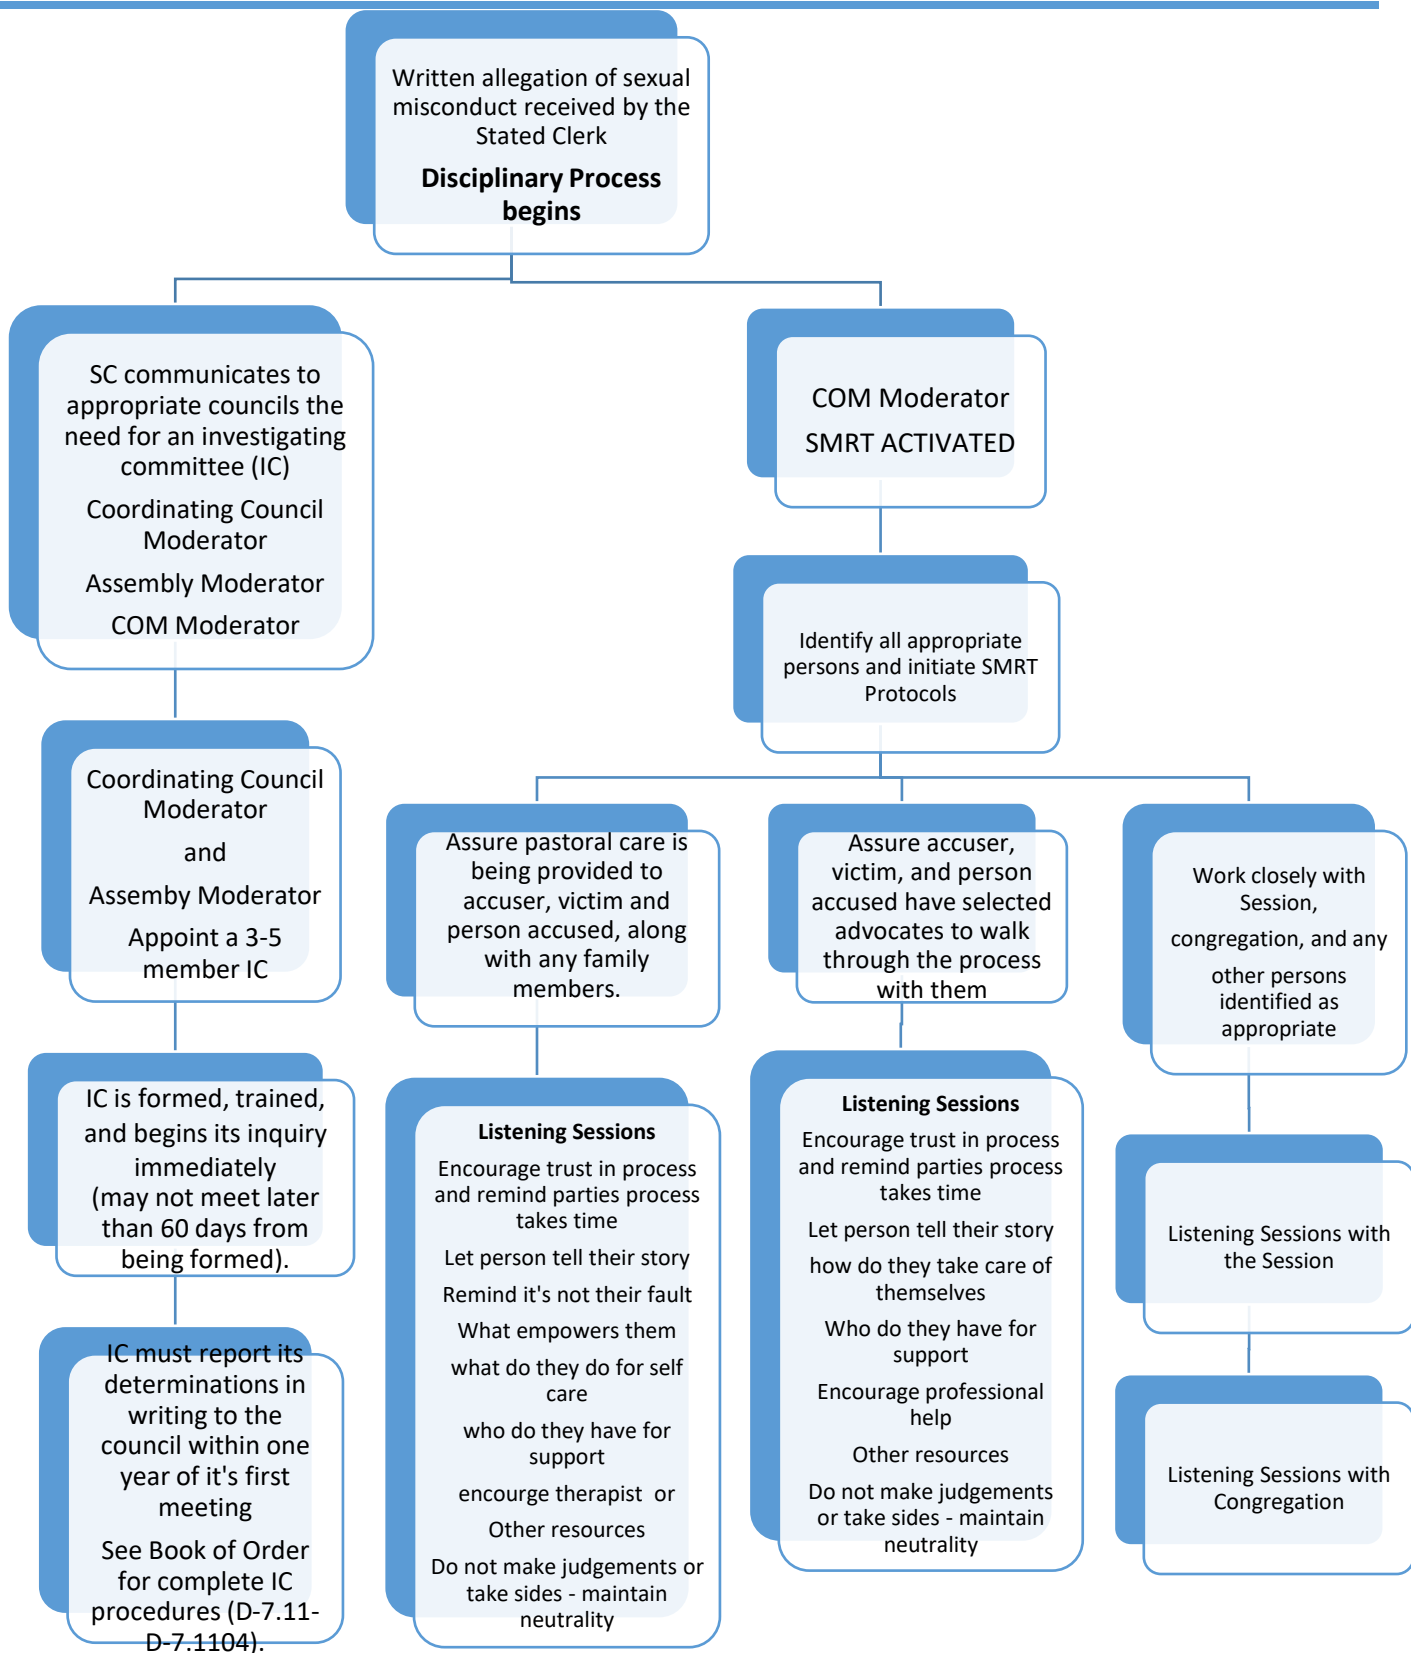 Written allegation of sexual
misconduct received by the
Stated Clerk
Disciplinary Process
begins
SC communicates to
appropriate councils the
need for an investigating
committee (IC)
Coordinating Council
Moderator
Assembly Moderator
COM Moderator
Coordinating Council
Moderator
and
Assemby Moderator
Appoint a 3-5
member IC
IC is formed, trained,
and begins its inquiry
immediately
(may not meet later
than 60 days from
being formed).
IC must report its
determinations in
writing to the
council within one
year of it's first
meeting
See Book of Order
for complete IC
procedures (D-7.11-
D-7.1104).
COM Moderator
SMRT ACTIVATED
Identify all appropriate
persons and initiate SMRT
Protocols
Assure pastoral care is
being provided to
accuser, victim and
person accused, along
with any family
members.
Listening Sessions
Encourage trust in process
and remind parties process
takes time
Let person tell their story
Remind it's not their fault
What empowers them
what do they do for self
care
who do they have for
support
encourge therapist or
Other resources
Do not make judgements or
take sides - maintain
neutrality
Assure accuser,
victim, and person
accused have selected
advocates to walk
through the process
with them
Listening Sessions
Encourage trust in process
and remind parties process
takes time
Let person tell their story
how do they take care of
themselves
Who do they have for
support
Encourage professional
help
Other resources
Do not make judgements
or take sides - maintain
neutrality
Work closely with
Session,
congregation, and any
other persons
identified as
appropriate
Listening Sessions with
the Session
Listening Sessions with
Congregation